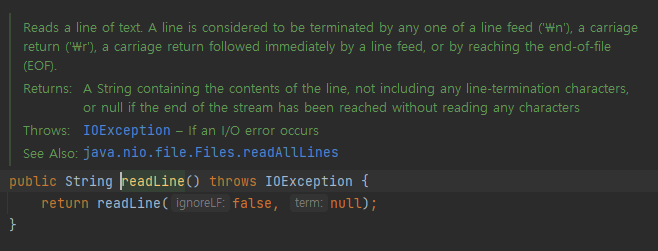 Reads a line of text. A line is considered to be terminated by any one of a line feed ('₩n'), a carriage
return ('₩r'), a carriage return followed immediately by a line feed, or by reaching the end-of-file
(EOF).
Returns: A String containing the contents of the line, not including any line-termination characters,
or null if the end of the stream has been reached without reading any characters
Throws: IOException – If an I/O error occurs
See Also: java.nio.file.Files.readAllLines
public String readLine() throws IOException {
return readLine( ignoreLF: false, term: null);
}